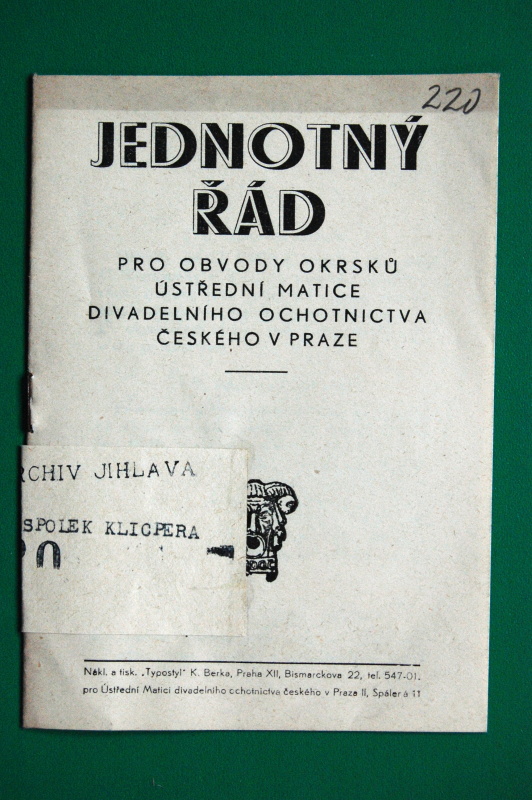 220
JEDNOTNÝ
ŘÁD
PRO OBVODY OKRSKŮ
ÚSTŘEDNÍ MATICE
DIVADELNÍHO OCHOTNICTVA
ČESKÉHO V PRAZE
RCHIV JIHLAVA
SPOLEK KLICPERA
Nákl. a tisk. „Typostyl" K. Berka, Praha XII, Bismarckova 22, tel. 547-01.
pro Ústřední Matici divadelního ochotnictva českého v Praze II, Spálená 11